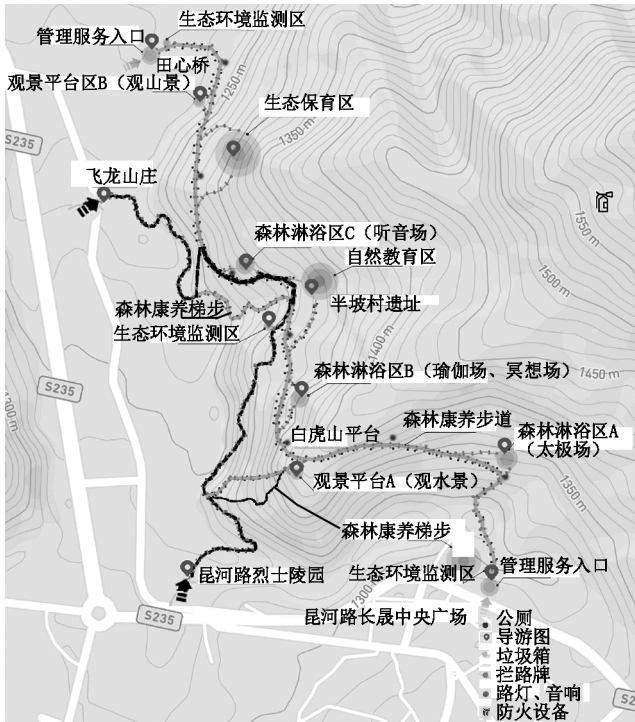 生态环境监测区
管理服务入口
田心桥
观景平台区B（观山景）
1250 m
生态保育区
1350 m
S235
飞龙山庄
1550 m
森林淋浴区C（听音场）
自然教育区
1500 m
半坡村遗址
森林康养梯步
生态环境监测区
1400 m
1450 m
S235
1300 m
森林淋浴区B（瑜伽场、冥想场）
森林康养步道
白虎山平台
森林淋浴区A
（太极场）
观景平台A（观水景）
1350 m
森林康养梯步
昆河路烈士陵园
生态环境监测区
管理服务入口
1300 m
S235
昆河路长晟中央广场
公厕
导游图
垃圾箱
拦路牌
路灯、音响
防火设备